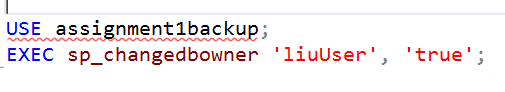 USE assignment1backup;
EXEC sp_changedbowner 'liuUser', 'true';